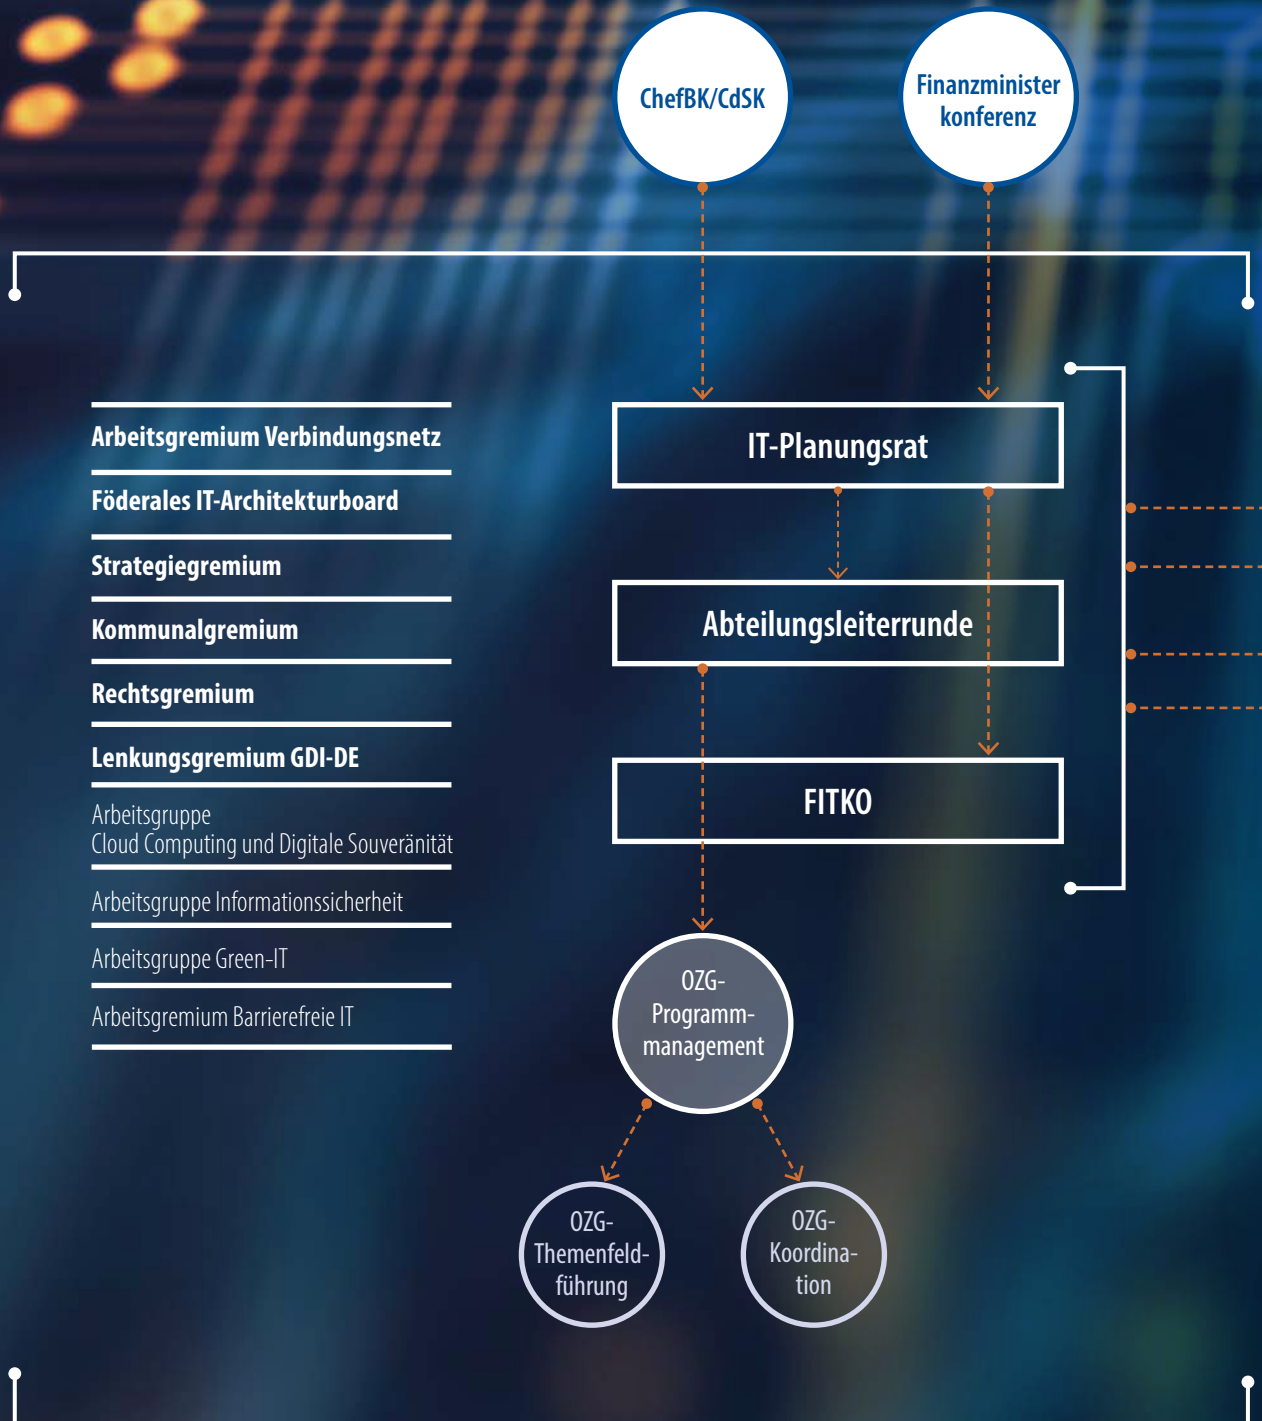 ChefBK/CdSK
Finanzminister
konferenz
Arbeitsgremium Verbindungsnetz
Föderales IT-Architekturboard
Strategiegremium
Kommunalgremium
Rechtsgremium
Lenkungsgremium GDI-DE
Arbeitsgruppe
Cloud Computing und Digitale Souveränität
Arbeitsgruppe Informationssicherheit
Arbeitsgruppe Green-IT
Arbeitsgremium Barrierefreie IT
IT-Planungsrat
Abteilungsleiterrunde
FITKO
OZG-
Programm-
management
OZG-
Themenfeld-
führung
OZG-
Koordina-
tion